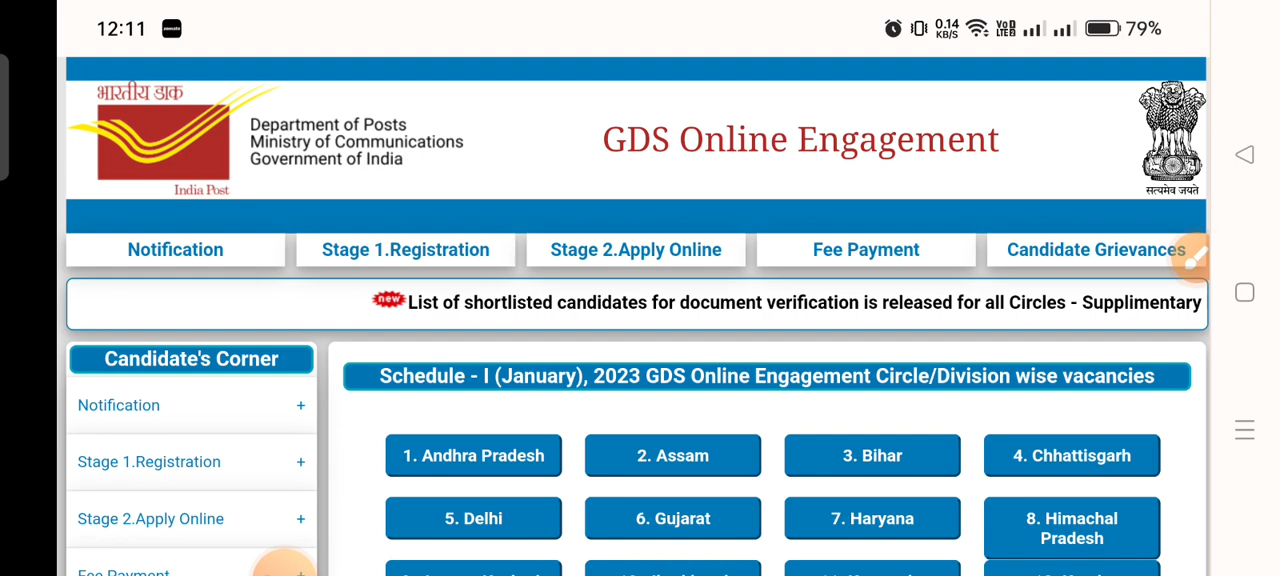 12:11
0.14
KB/S
Vo
LTE
79%
भारतीय डाक
India Post
Department of Posts
Ministry of Communications
Government of India
GDS Online Engagement
सत्यमेव जयते
Notification
Stage 1.Registration
Stage 2.Apply Online
Fee Payment
Candidate Grievances
new List of shortlisted candidates for document verification is released for all Circles - Supplimentary
Candidate's Corner
Notification +
Stage 1.Registration +
Stage 2.Apply Online +
Fee Payment
Schedule - I (January), 2023 GDS Online Engagement Circle/Division wise vacancies
1. Andhra Pradesh
2. Assam
3. Bihar
4. Chhattisgarh
5. Delhi
6. Gujarat
7. Haryana
8. Himachal
Pradesh